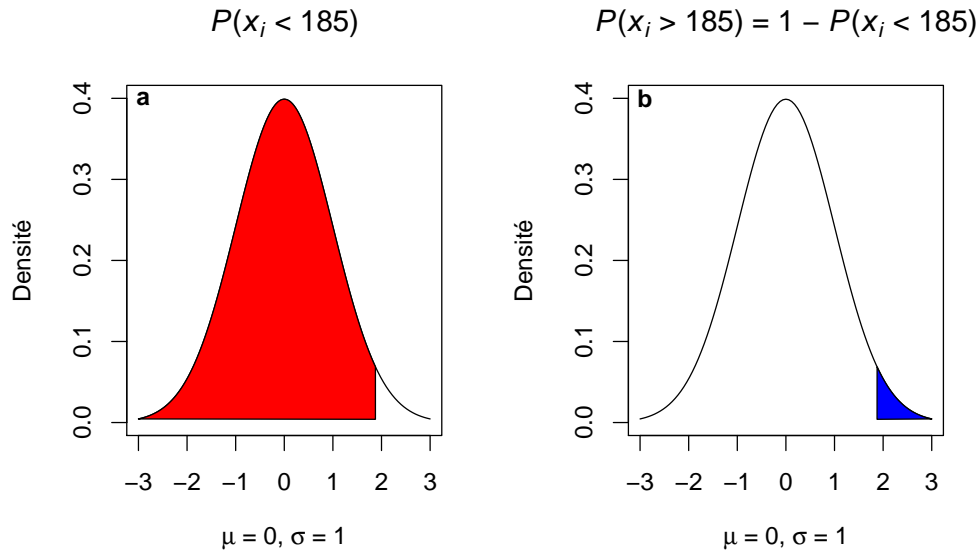 P(xᵢ < 185)
a
Densité
0.4
0.3
0.2
0.1
0.0
−3 −2 −1 0 1 2 3
μ = 0, σ = 1
P(xᵢ > 185) = 1 − P(xᵢ < 185)
b
Densité
0.4
0.3
0.2
0.1
0.0
−3 −2 −1 0 1 2 3
μ = 0, σ = 1